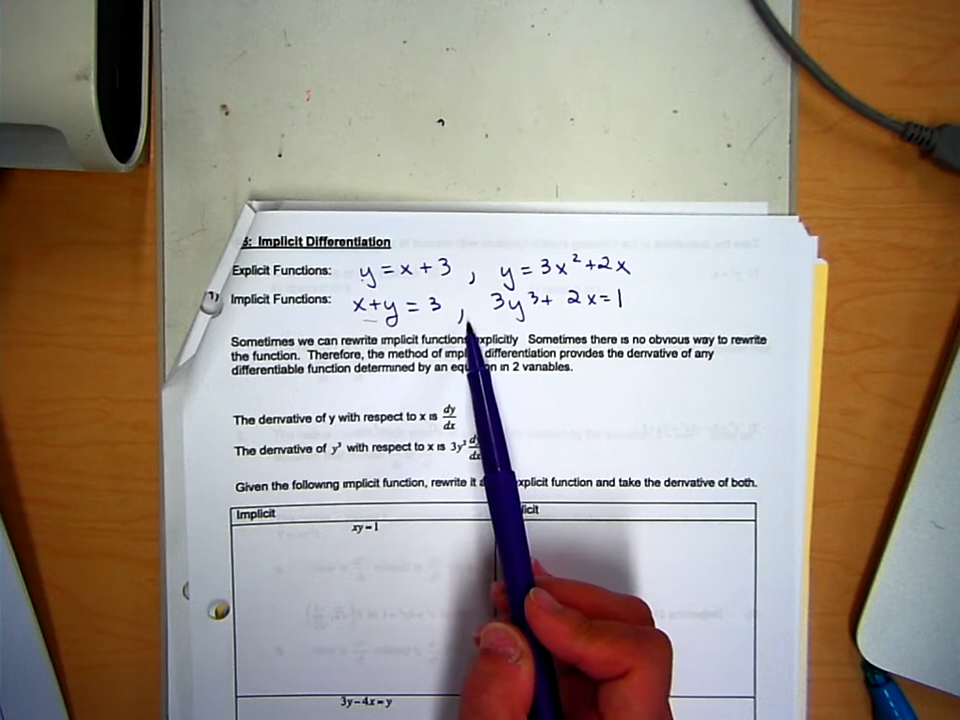 : Implicit Differentiation
Explicit Functions: y = x + 3 , y = 3x² + 2x
Implicit Functions: x + y = 3 , 3y³ + 2x = 1
Sometimes we can rewrite implicit functions explicitly Sometimes there is no obvious way to rewrite
the function. Therefore, the method of differentiation provides the derivative of any
differentiable function determined by an in 2 variables.
The derivative of y with respect to x is dy/dx
The derivative of y³ with respect to x is 3y²
Given the following implicit function, rewrite it explicit function and take the derivative of both.
Implicit
xy = 1
3y − 4x = y